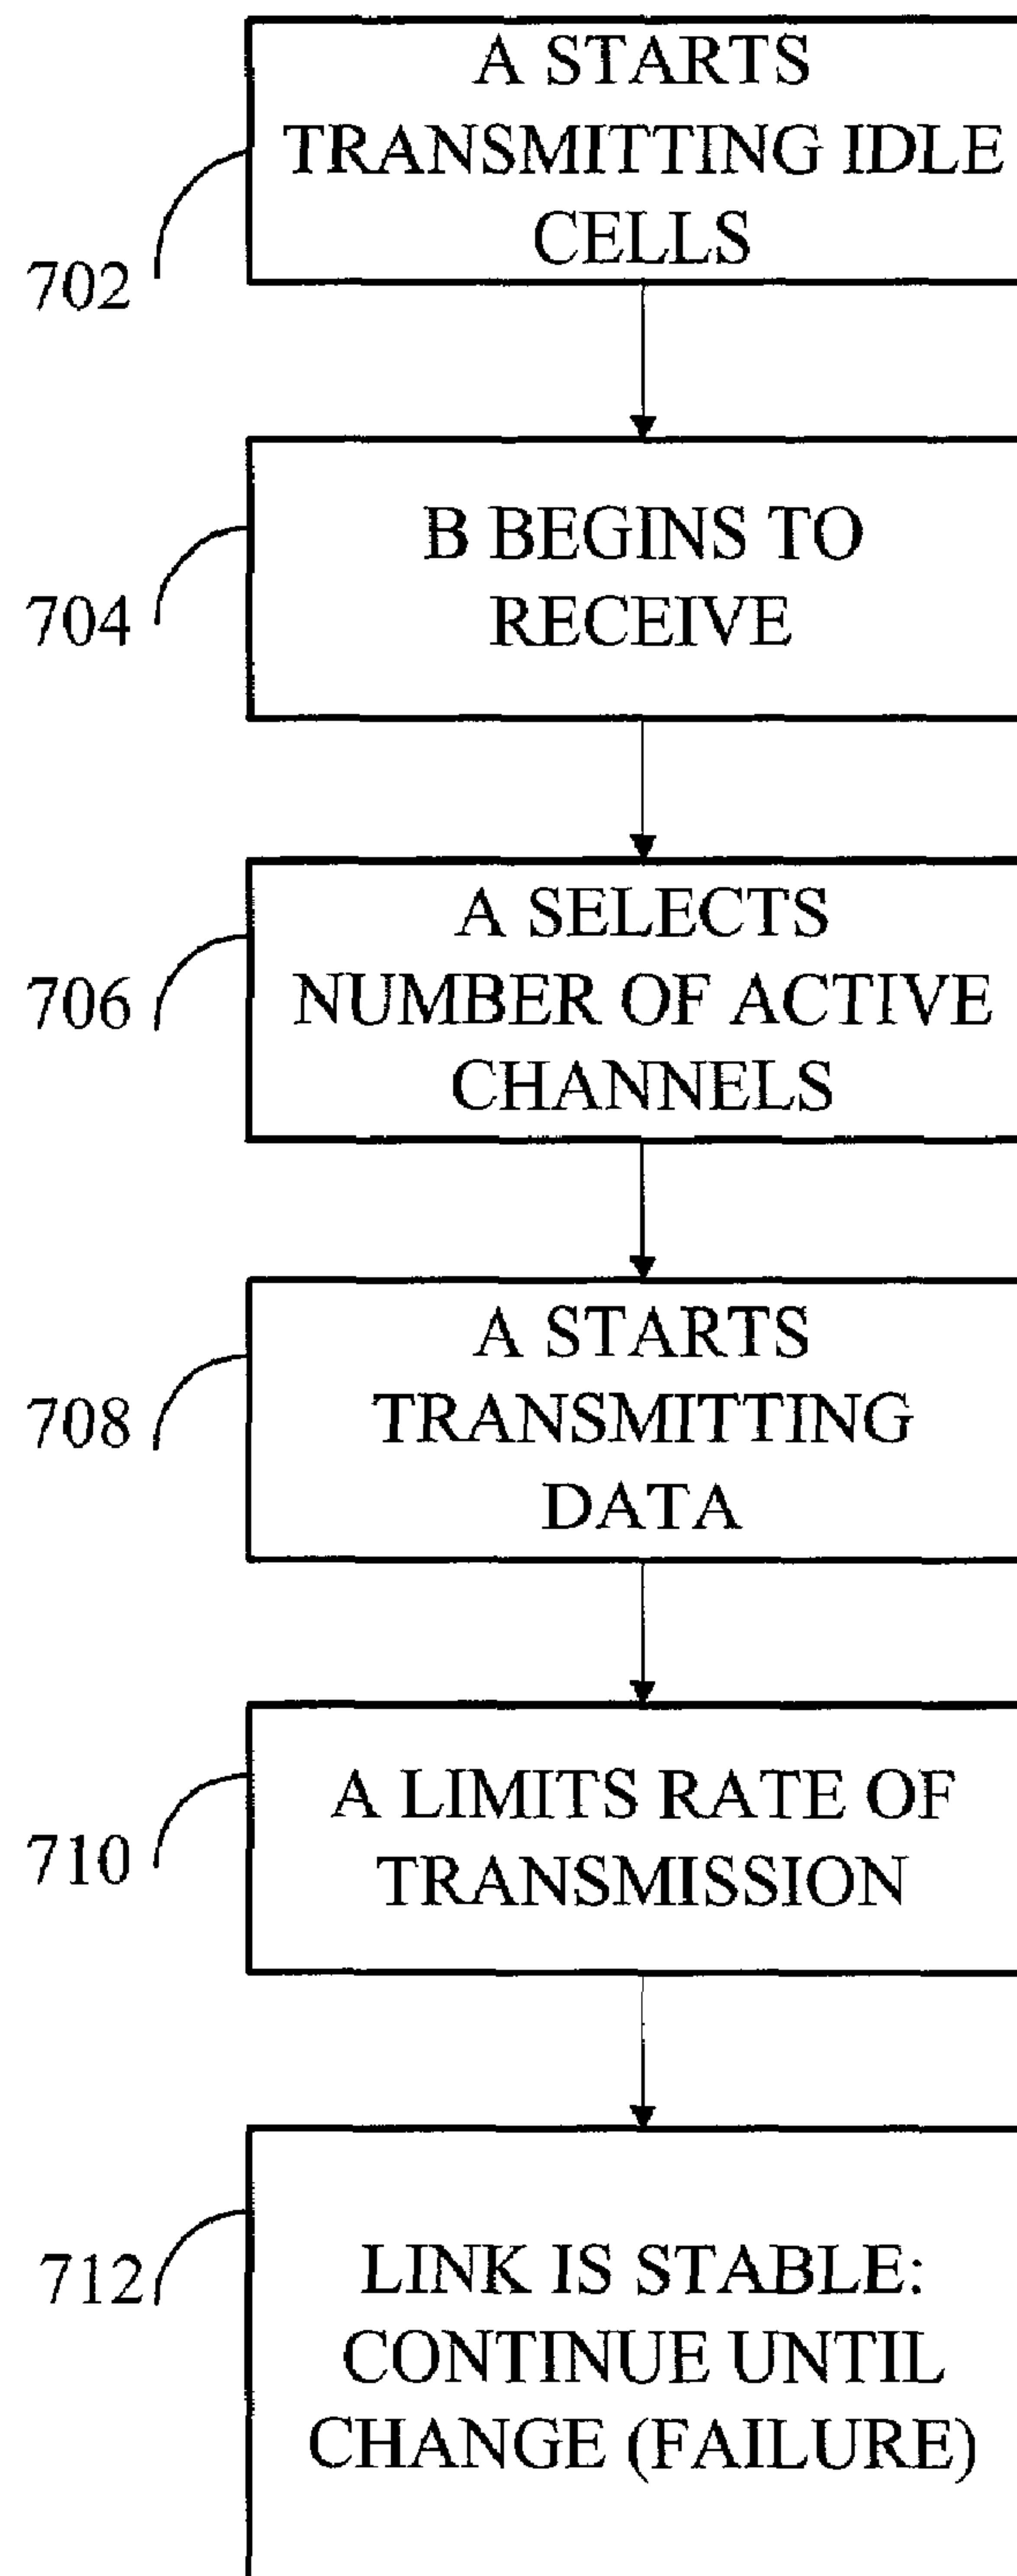 A STARTS
TRANSMITTING IDLE
CELLS
702
B BEGINS TO
RECEIVE
704
A SELECTS
NUMBER OF ACTIVE
CHANNELS
706
A STARTS
TRANSMITTING
DATA
708
A LIMITS RATE OF
TRANSMISSION
710
LINK IS STABLE:
CONTINUE UNTIL
CHANGE (FAILURE)
712